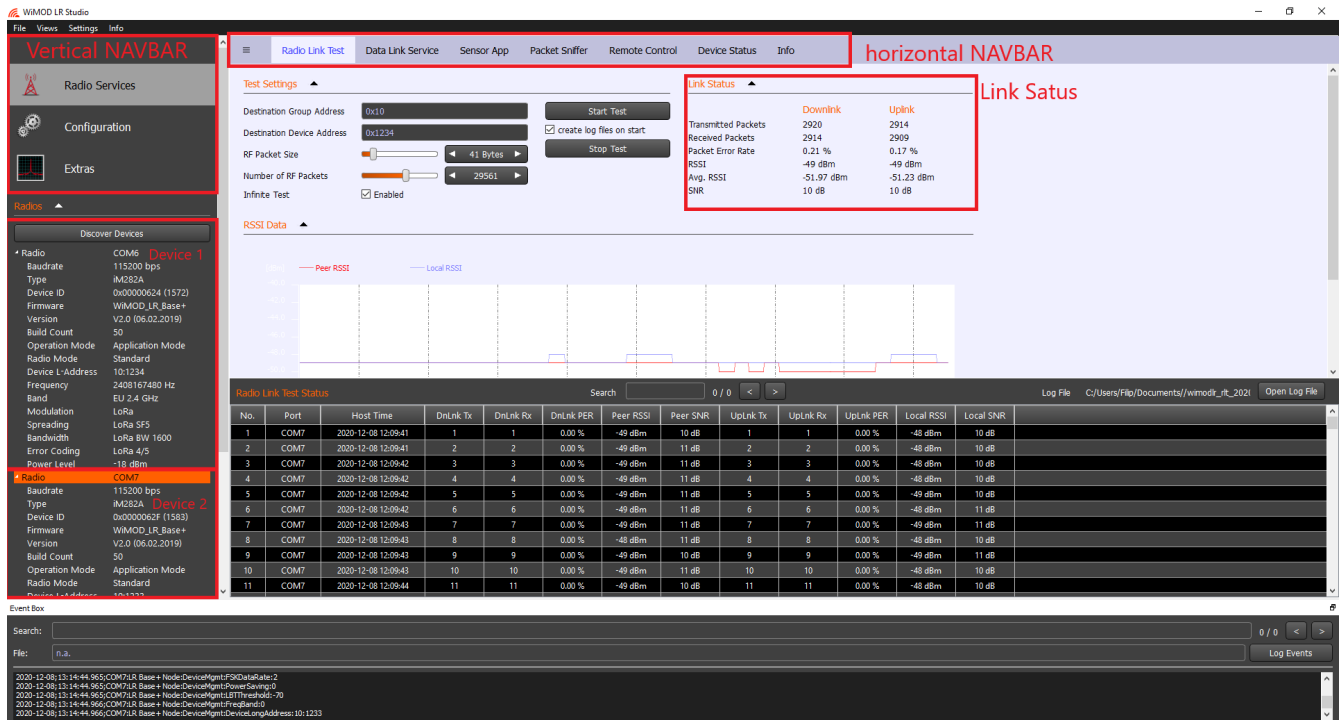 WiMOD LR Studio
File Views Settings Info
Vertical NAVBAR
Radio Services
Configuration
Extras
Radios
Discover Devices
Radio COM6 Device 1
Baudrate 115200 bps
Type iM282A
Device ID 0x00000624 (1572)
Firmware WiMOD_LR_Base+
Version V2.0 (06.02.2019)
Build Count 50
Operation Mode Application Mode
Radio Mode Standard
Device L-Address 10:1234
Frequency 2408167480 Hz
Band EU 2.4 GHz
Modulation LoRa
Spreading LoRa SF5
Bandwidth LoRa BW 1600
Error Coding LoRa 4/5
Power Level -18 dBm
Radio COM7
Baudrate 115200 bps
Type iM282A Device 2
Device ID 0x0000062F (1583)
Firmware WiMOD_LR_Base+
Version V2.0 (06.02.2019)
Build Count 50
Operation Mode Application Mode
Radio Mode Standard
Device L-Address 10:1233
Radio Link Test Data Link Service Sensor App Packet Sniffer Remote Control Device Status Info
horizontal NAVBAR
Test Settings
Destination Group Address 0x10
Destination Device Address 0x1234
RF Packet Size 41 Bytes
Number of RF Packets 29561
Infinite Test Enabled
Start Test
create log files on start
Stop Test
Link Status
Link Satus
Downlink Uplink
Transmitted Packets 2920 2914
Received Packets 2914 2909
Packet Error Rate 0.21 % 0.17 %
RSSI -49 dBm -49 dBm
Avg. RSSI -51.97 dBm -51.23 dBm
SNR 10 dB 10 dB
RSSI Data
Peer RSSI Local RSSI
Radio Link Test Status Search 0 / 0 < > Log File C:/Users/Filip/Documents//wimodlr_rlt_202( Open Log File
No. Port Host Time DnLnk Tx DnLnk Rx DnLnk PER Peer RSSI Peer SNR UpLnk Tx UpLnk Rx UpLnk PER Local RSSI Local SNR
1 COM7 2020-12-08 12:09:41 1 1 0.00 % -49 dBm 10 dB 1 1 0.00 % -48 dBm 10 dB
2 COM7 2020-12-08 12:09:41 2 2 0.00 % -49 dBm 11 dB 2 2 0.00 % -48 dBm 10 dB
3 COM7 2020-12-08 12:09:42 3 3 0.00 % -49 dBm 11 dB 3 3 0.00 % -48 dBm 10 dB
4 COM7 2020-12-08 12:09:42 4 4 0.00 % -49 dBm 11 dB 4 4 0.00 % -48 dBm 10 dB
5 COM7 2020-12-08 12:09:42 5 5 0.00 % -49 dBm 11 dB 5 5 0.00 % -48 dBm 10 dB
6 COM7 2020-12-08 12:09:42 6 6 0.00 % -49 dBm 11 dB 6 6 0.00 % -48 dBm 11 dB
7 COM7 2020-12-08 12:09:43 7 7 0.00 % -49 dBm 11 dB 7 7 0.00 % -48 dBm 10 dB
8 COM7 2020-12-08 12:09:43 8 8 0.00 % -48 dBm 11 dB 8 8 0.00 % -48 dBm 10 dB
9 COM7 2020-12-08 12:09:43 9 9 0.00 % -49 dBm 10 dB 9 9 0.00 % -49 dBm 11 dB
10 COM7 2020-12-08 12:09:43 10 10 0.00 % -49 dBm 11 dB 10 10 0.00 % -48 dBm 10 dB
11 COM7 2020-12-08 12:09:44 11 11 0.00 % -49 dBm 10 dB 11 11 0.00 % -48 dBm 10 dB
Event Box
Search: 0 / 0 < >
File: n.a. Log Events
2020-12-08;13:14:44.965;COM7:LR Base+ Node:DeviceMgmt:FSKDataRate:2
2020-12-08;13:14:44.965;COM7:LR Base+ Node:DeviceMgmt:PowerSaving:0
2020-12-08;13:14:44.965;COM7:LR Base+ Node:DeviceMgmt:LBTThreshold:-70
2020-12-08;13:14:44.966;COM7:LR Base+ Node:DeviceMgmt:FreqBand:0
2020-12-08;13:14:44.966;COM7:LR Base+ Node:DeviceMgmt:DeviceLongAddress:10:1233